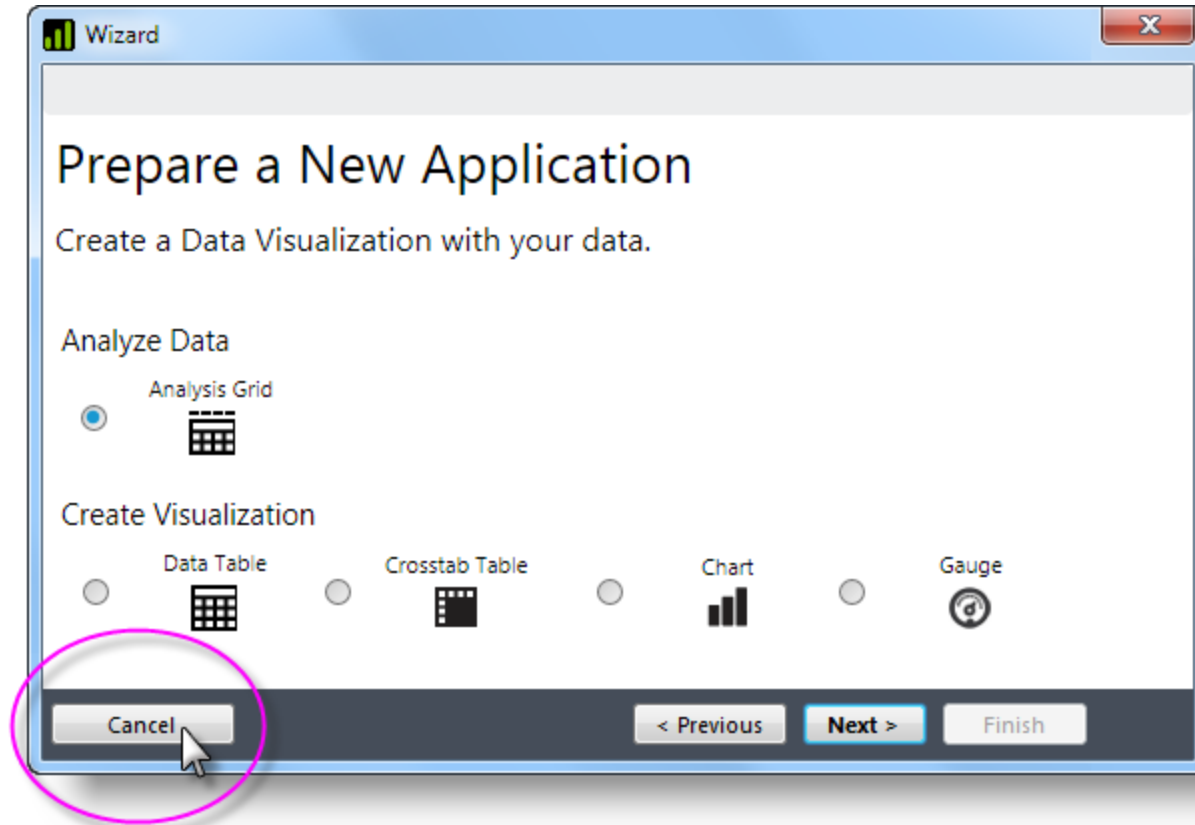 Wizard
Prepare a New Application
Create a Data Visualization with your data.
Analyze Data
Analysis Grid
Create Visualization
Data Table Crosstab Table Chart Gauge
Cancel < Previous Next > Finish